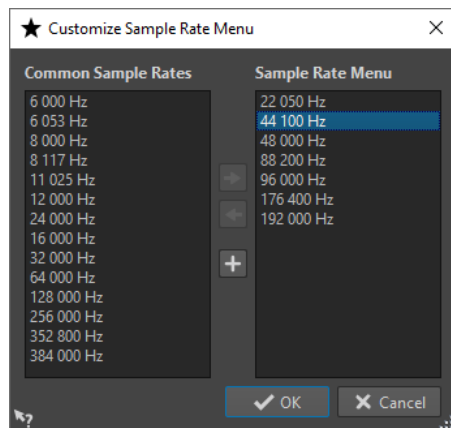 Customize Sample Rate Menu
Common Sample Rates
6 000 Hz
6 053 Hz
8 000 Hz
8 117 Hz
11 025 Hz
12 000 Hz
24 000 Hz
16 000 Hz
32 000 Hz
64 000 Hz
128 000 Hz
256 000 Hz
352 800 Hz
384 000 Hz
Sample Rate Menu
22 050 Hz
44 100 Hz
48 000 Hz
88 200 Hz
96 000 Hz
176 400 Hz
192 000 Hz
OK
Cancel
?